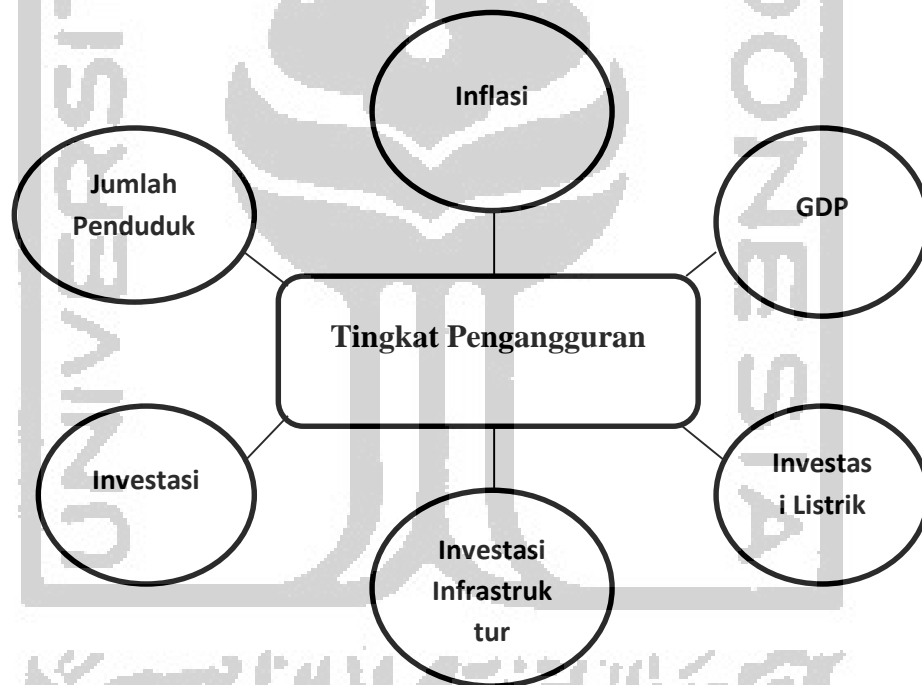 Inflasi
Jumlah
Penduduk
GDP
Tingkat Pengangguran
Investasi
Investas
i Listrik
Investasi
Infrastruk
tur